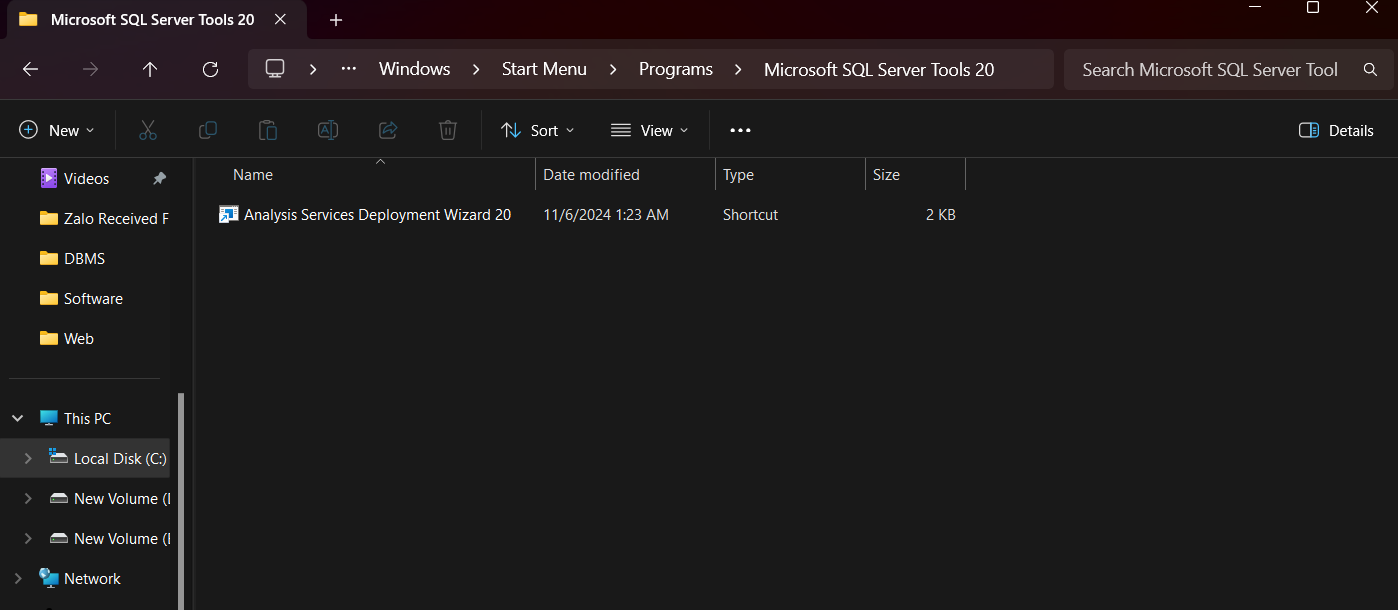 Microsoft SQL Server Tools 20
Windows > Start Menu > Programs > Microsoft SQL Server Tools 20
Search Microsoft SQL Server Tool
New
Sort
View
Details
Name Date modified Type Size
Analysis Services Deployment Wizard 20 11/6/2024 1:23 AM Shortcut 2 KB
Videos
Zalo Received F
DBMS
Software
Web
This PC
Local Disk (C:)
New Volume (
New Volume (
Network